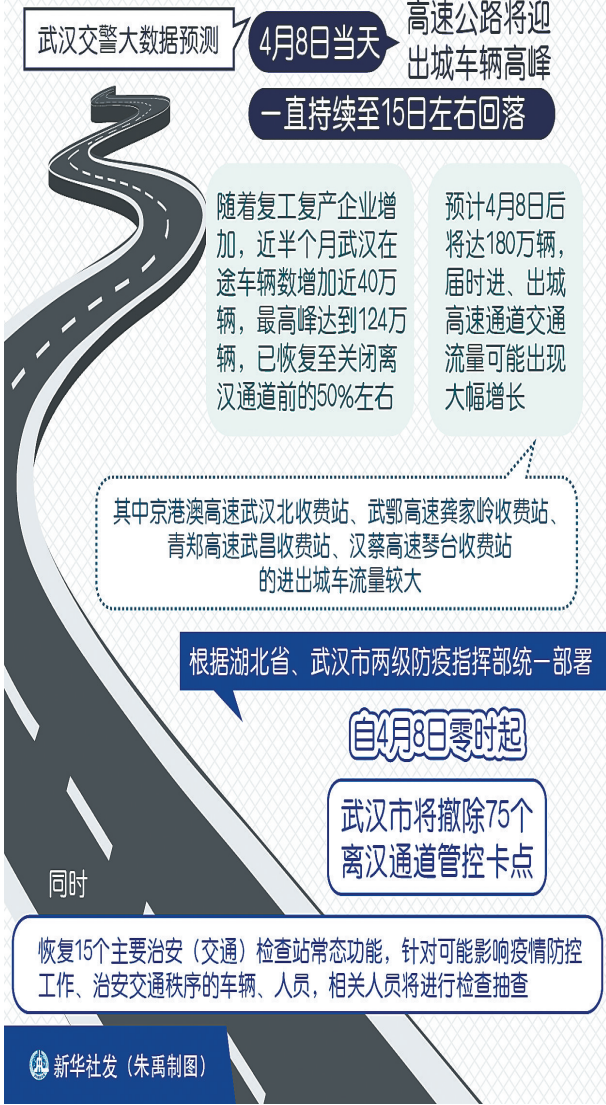 武汉交警大数据预测
4月8日当天
高速公路将迎
出城车辆高峰
一直持续至15日左右回落
随着复工复产企业增
加，近半个月武汉在
途车辆数增加近40万
辆，最高峰达到124万
辆，已恢复至关闭离
汉通道前的50%左右
预计4月8日后
将达180万辆，
届时进、出城
高速通道交通
流量可能出现
大幅增长
其中京港澳高速武汉北收费站、武鄂高速龚家岭收费站、
青郑高速武昌收费站、汉蔡高速琴台收费站
的进出城车流量较大
根据湖北省、武汉市两级防疫指挥部统一部署
自4月8日零时起
武汉市将撤除75个
离汉通道管控卡点
同时
恢复15个主要治安（交通）检查站常态功能，针对可能影响疫情防控
工作、治安交通秩序的车辆、人员，相关人员将进行检查抽查
新华社发（朱禹制图）